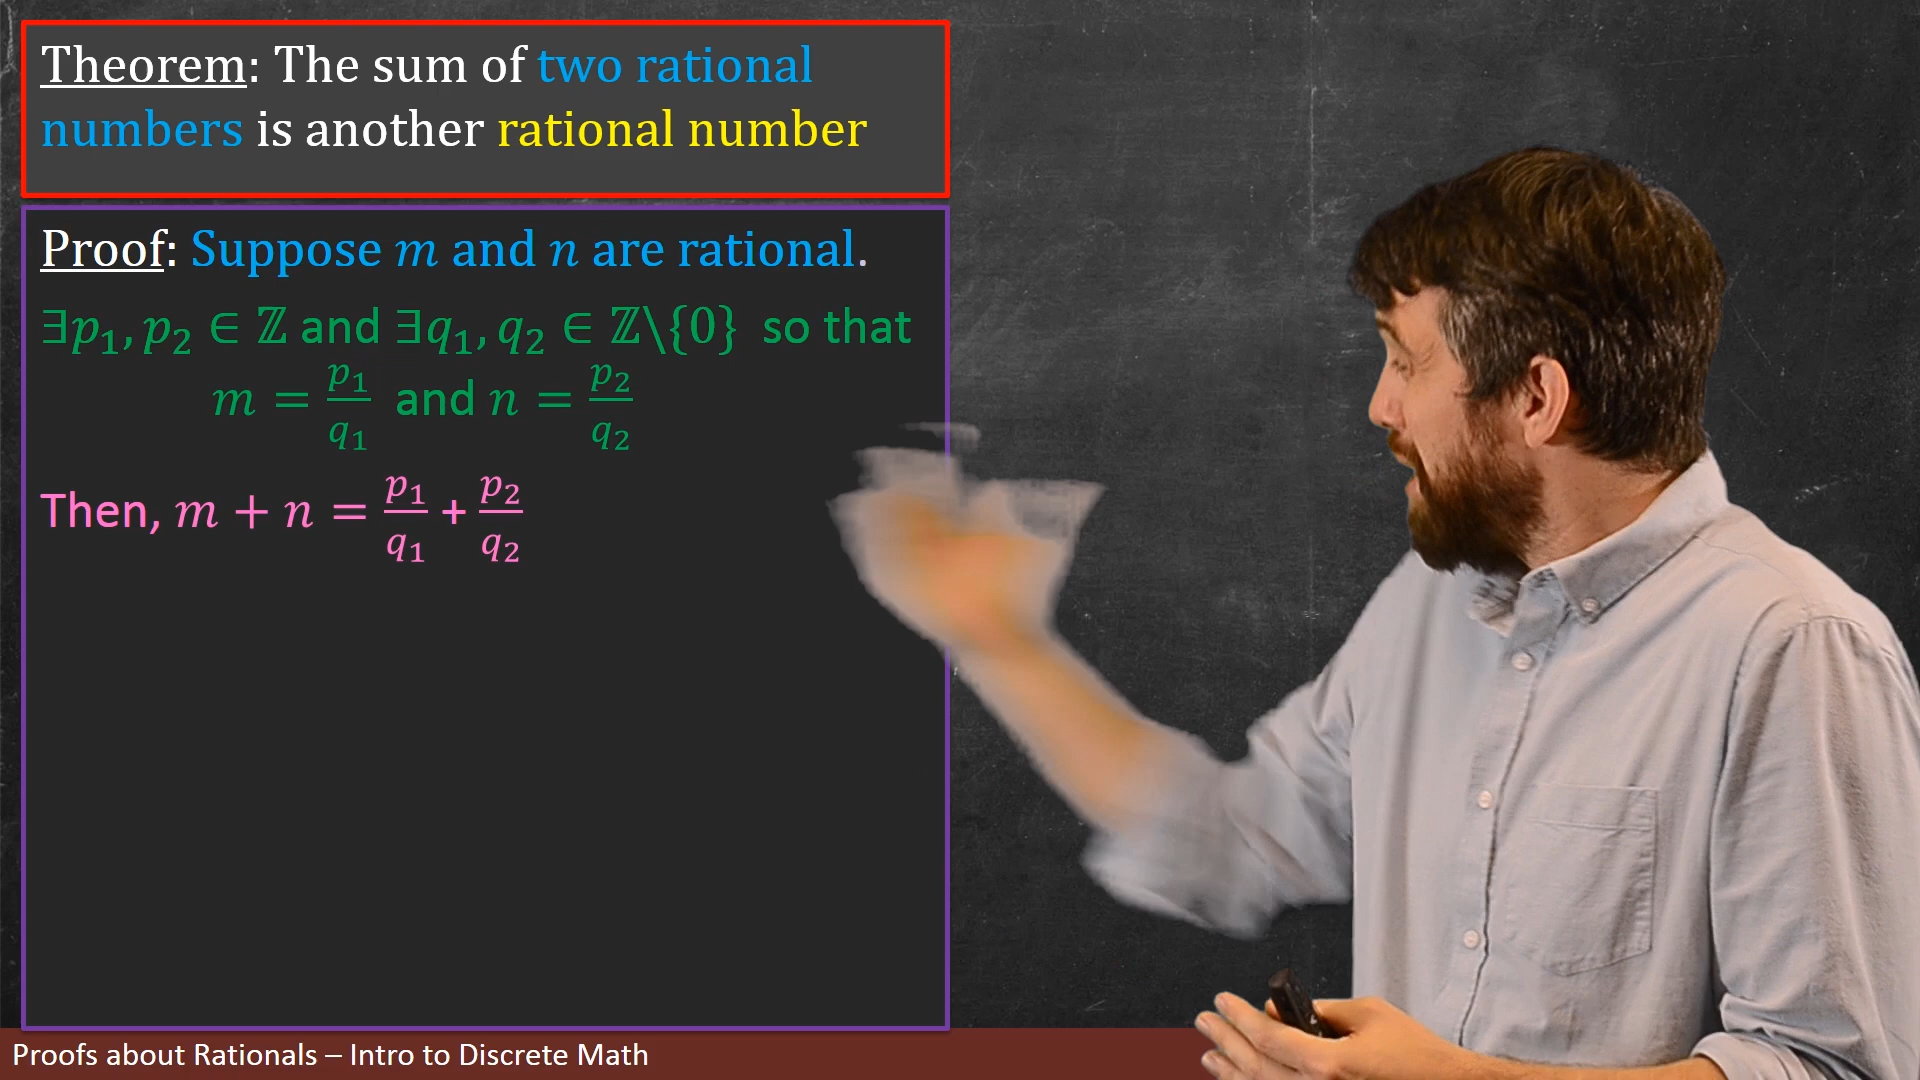 Theorem: The sum of two rational
numbers is another rational number
Proof: Suppose m and n are rational.
∃p₁, p₂ ∈ ℤ and ∃q₁, q₂ ∈ ℤ\{0} so that
m = p₁/q₁ and n = p₂/q₂
Then, m + n = p₁/q₁ + p₂/q₂
Proofs about Rationals – Intro to Discrete Math